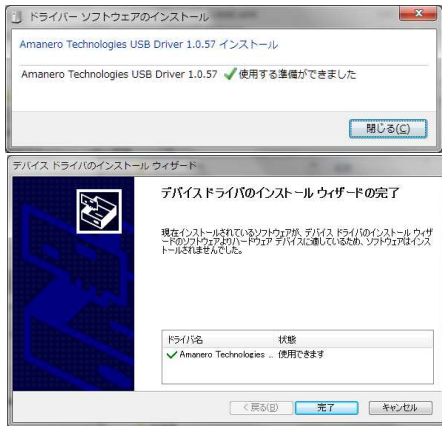 ドライバー ソフトウェアのインストール
Amanero Technologies USB Driver 1.0.57 インストール
Amanero Technologies USB Driver 1.0.57 使用する準備ができました
閉じる(C)
デバイス ドライバのインストール ウィザード
デバイス ドライバのインストール ウィザードの完了
現在インストールされているソフトウェアが、デバイス ドライバのインストール ウィザ
ードのソフトウェアよりハードウェア デバイスに適しているため、ソフトウェアはインス
トールされませんでした。
ドライバ名 状態
Amanero Technologies ... 使用できます
< 戻る(B) 完了 キャンセル